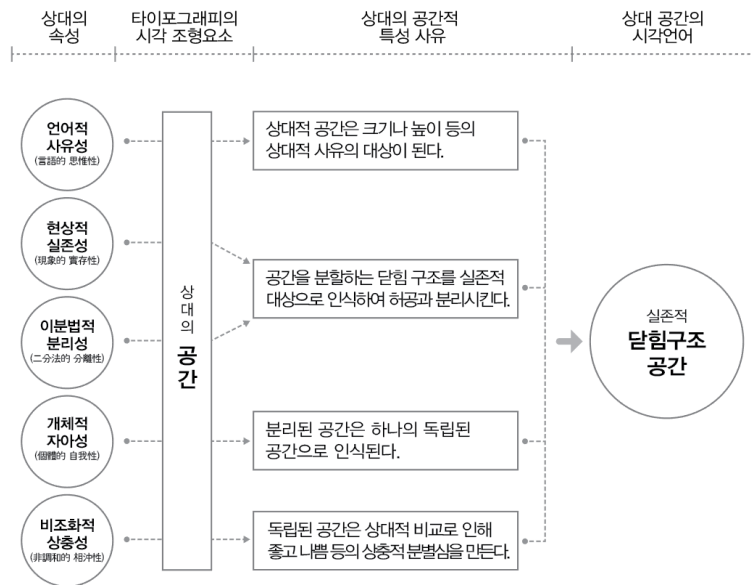 상대의
속성
타이포그래피의
시각 조형요소
상대의 공간적
특성 사유
상대 공간의
시각언어
언어적
사유성
(言語的 思惟性)
현상적
실존성
(現象的 實存性)
이분법적
분리성
(二分法的 分離性)
개체적
자아성
(個體的 自我性)
비조화적
상충성
(非調和的 相沖性)
상대의
공간
상대적 공간은 크기나 높이 등의
상대적 사유의 대상이 된다.
공간을 분할하는 닫힘 구조를 실존적
대상으로 인식하여 허공과 분리시킨다.
분리된 공간은 하나의 독립된
공간으로 인식된다.
독립된 공간은 상대적 비교로 인해
좋고 나쁨 등의 상충적 분별심을 만든다.
실존적
닫힘구조
공간